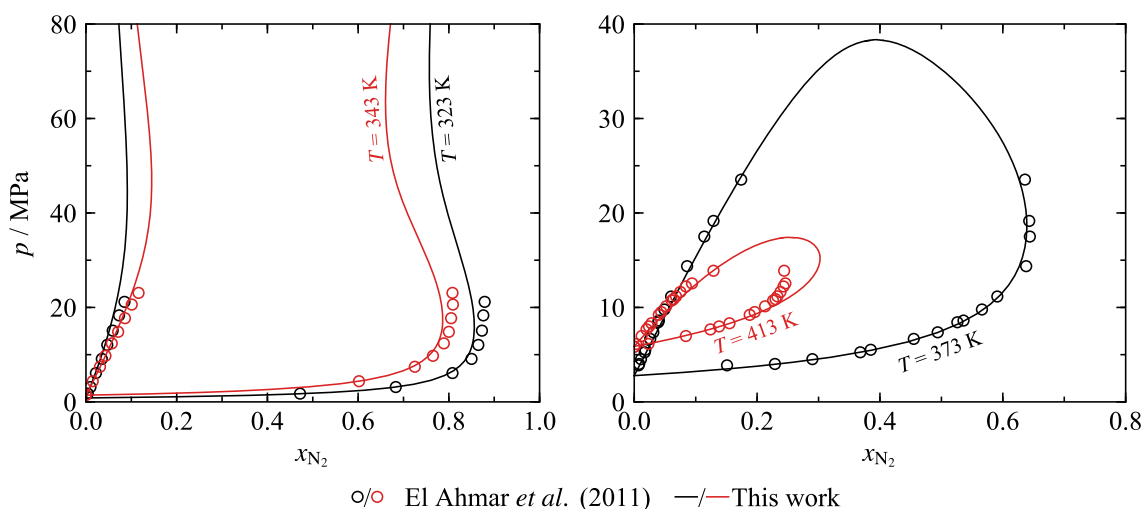 80
60
40
20
0
p / MPa
T = 343 K
T = 323 K
0.0 0.2 0.4 0.6 0.8 1.0
x_N₂
40
30
20
10
0
T = 413 K
T = 373 K
0.0 0.2 0.4 0.6 0.8
x_N₂
/ El Ahmar et al. (2011) / This work